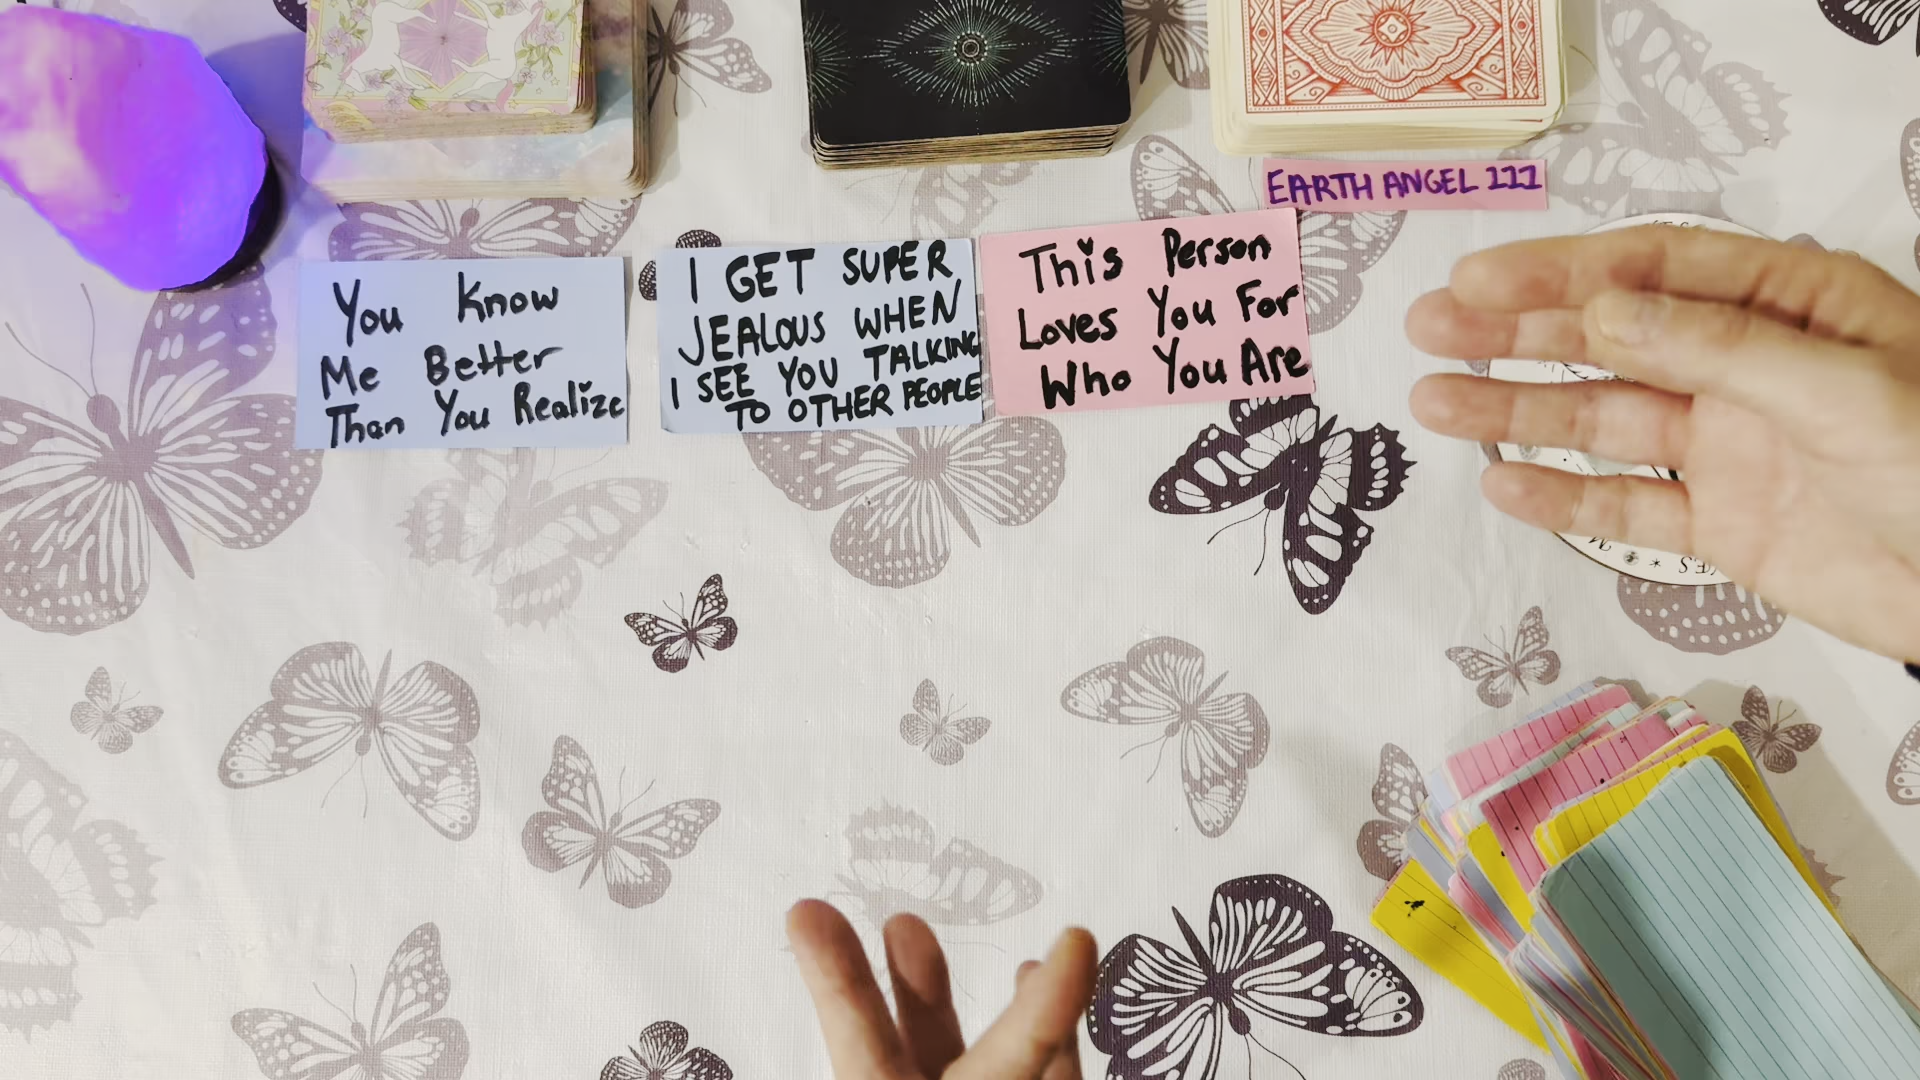 EARTH ANGEL 111
You Know
Me Better
Than You Realize
I GET SUPER
JEALOUS WHEN
I SEE YOU TALKING
TO OTHER PEOPLE
This Person
Loves You For
Who You Are